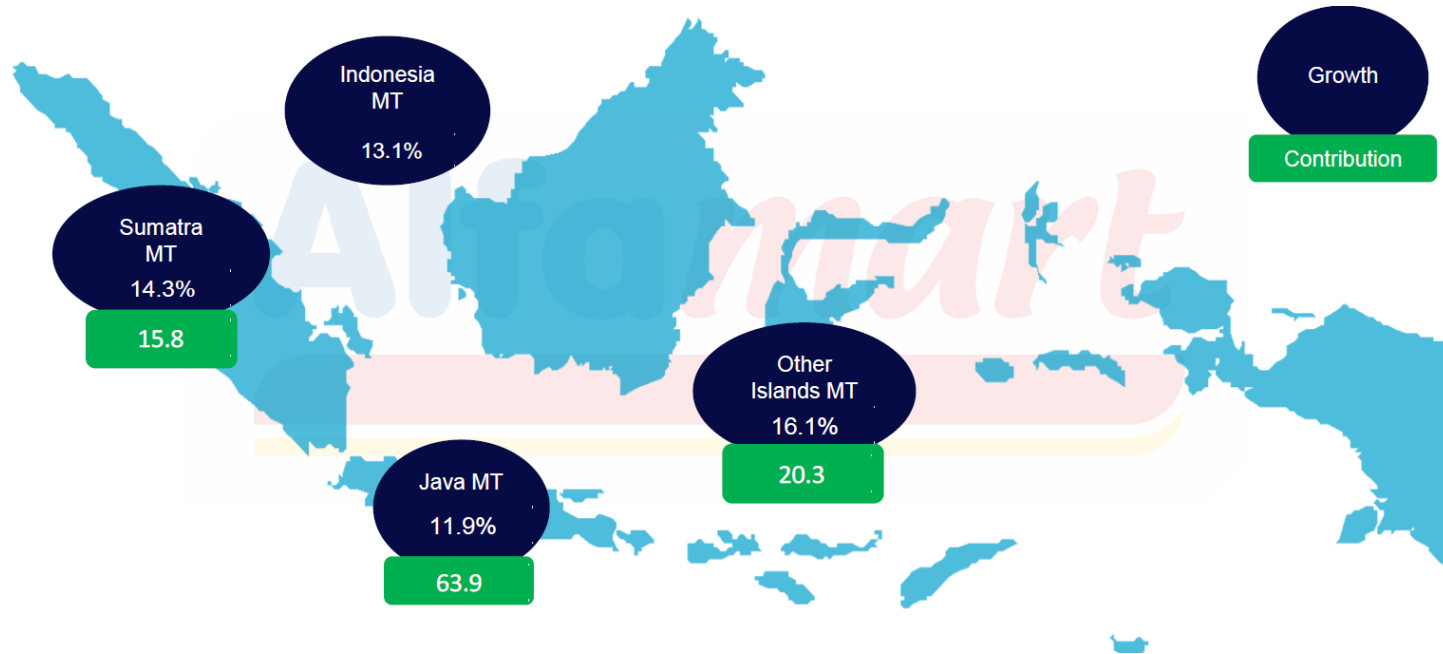 Indonesia
MT
13.1%
Growth
Contribution
Sumatra
MT
14.3%
15.8
Other
Islands MT
16.1%
20.3
Java MT
11.9%
63.9
Alfamart